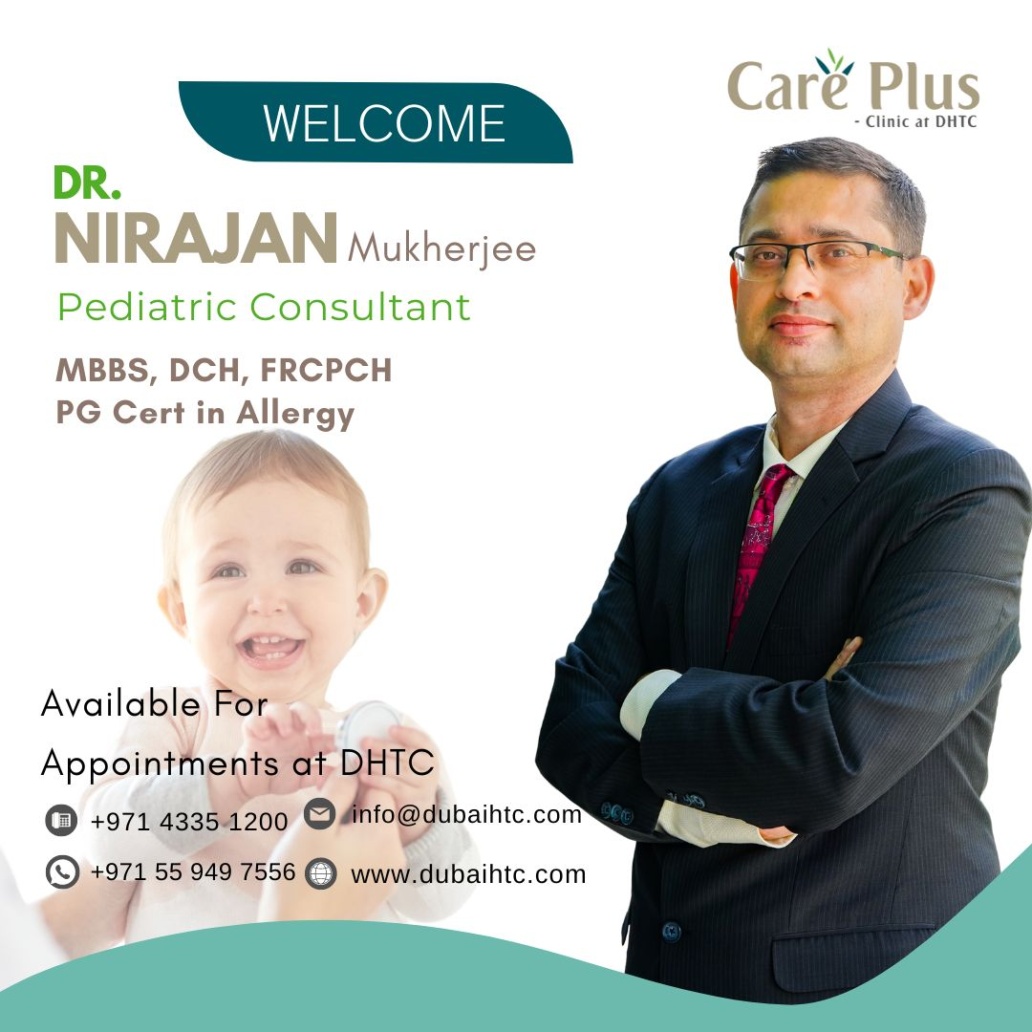 Care Plus
- Clinic at DHTC
WELCOME
DR.
NIRAJAN Mukherjee
Pediatric Consultant
MBBS, DCH, FRCPCH
PG Cert in Allergy
Available For
Appointments at DHTC
+971 4335 1200
info@dubaihtc.com
+971 55 949 7556
www.dubaihtc.com